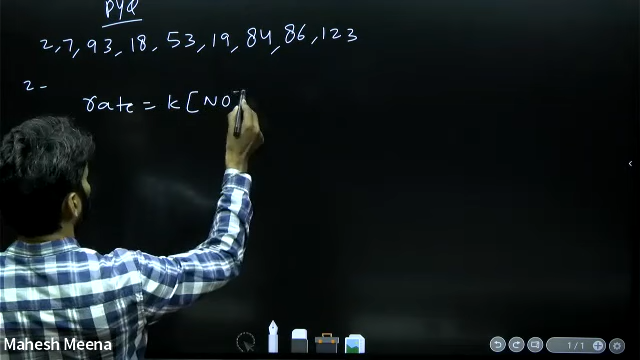 PYQ
2,7,93,18,53,19,84,86,123
2-
rate = k[NO]
Mahesh Meena
1/1